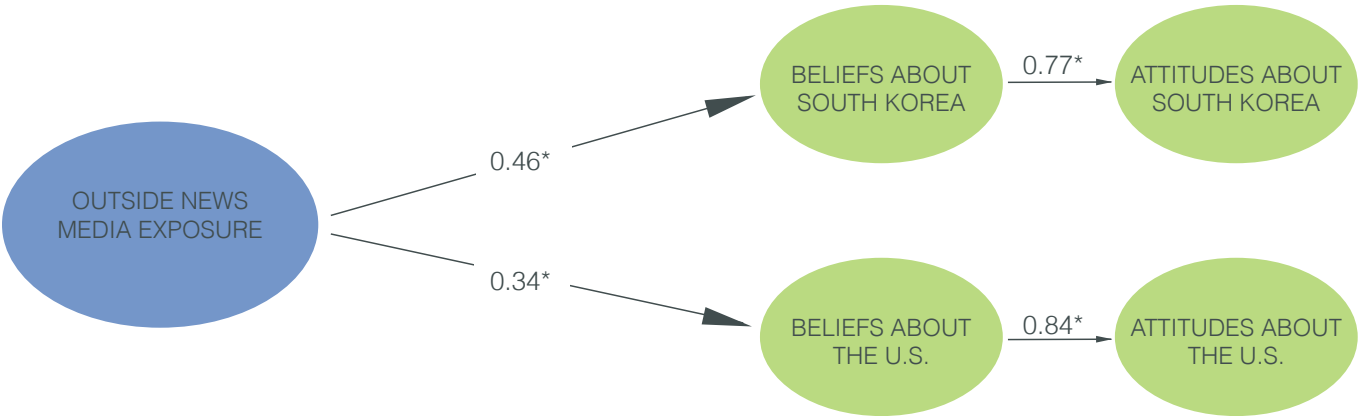 OUTSIDE NEWS
MEDIA EXPOSURE
0.46*
0.34*
BELIEFS ABOUT
SOUTH KOREA
0.77*
ATTITUDES ABOUT
SOUTH KOREA
BELIEFS ABOUT
THE U.S.
0.84*
ATTITUDES ABOUT
THE U.S.